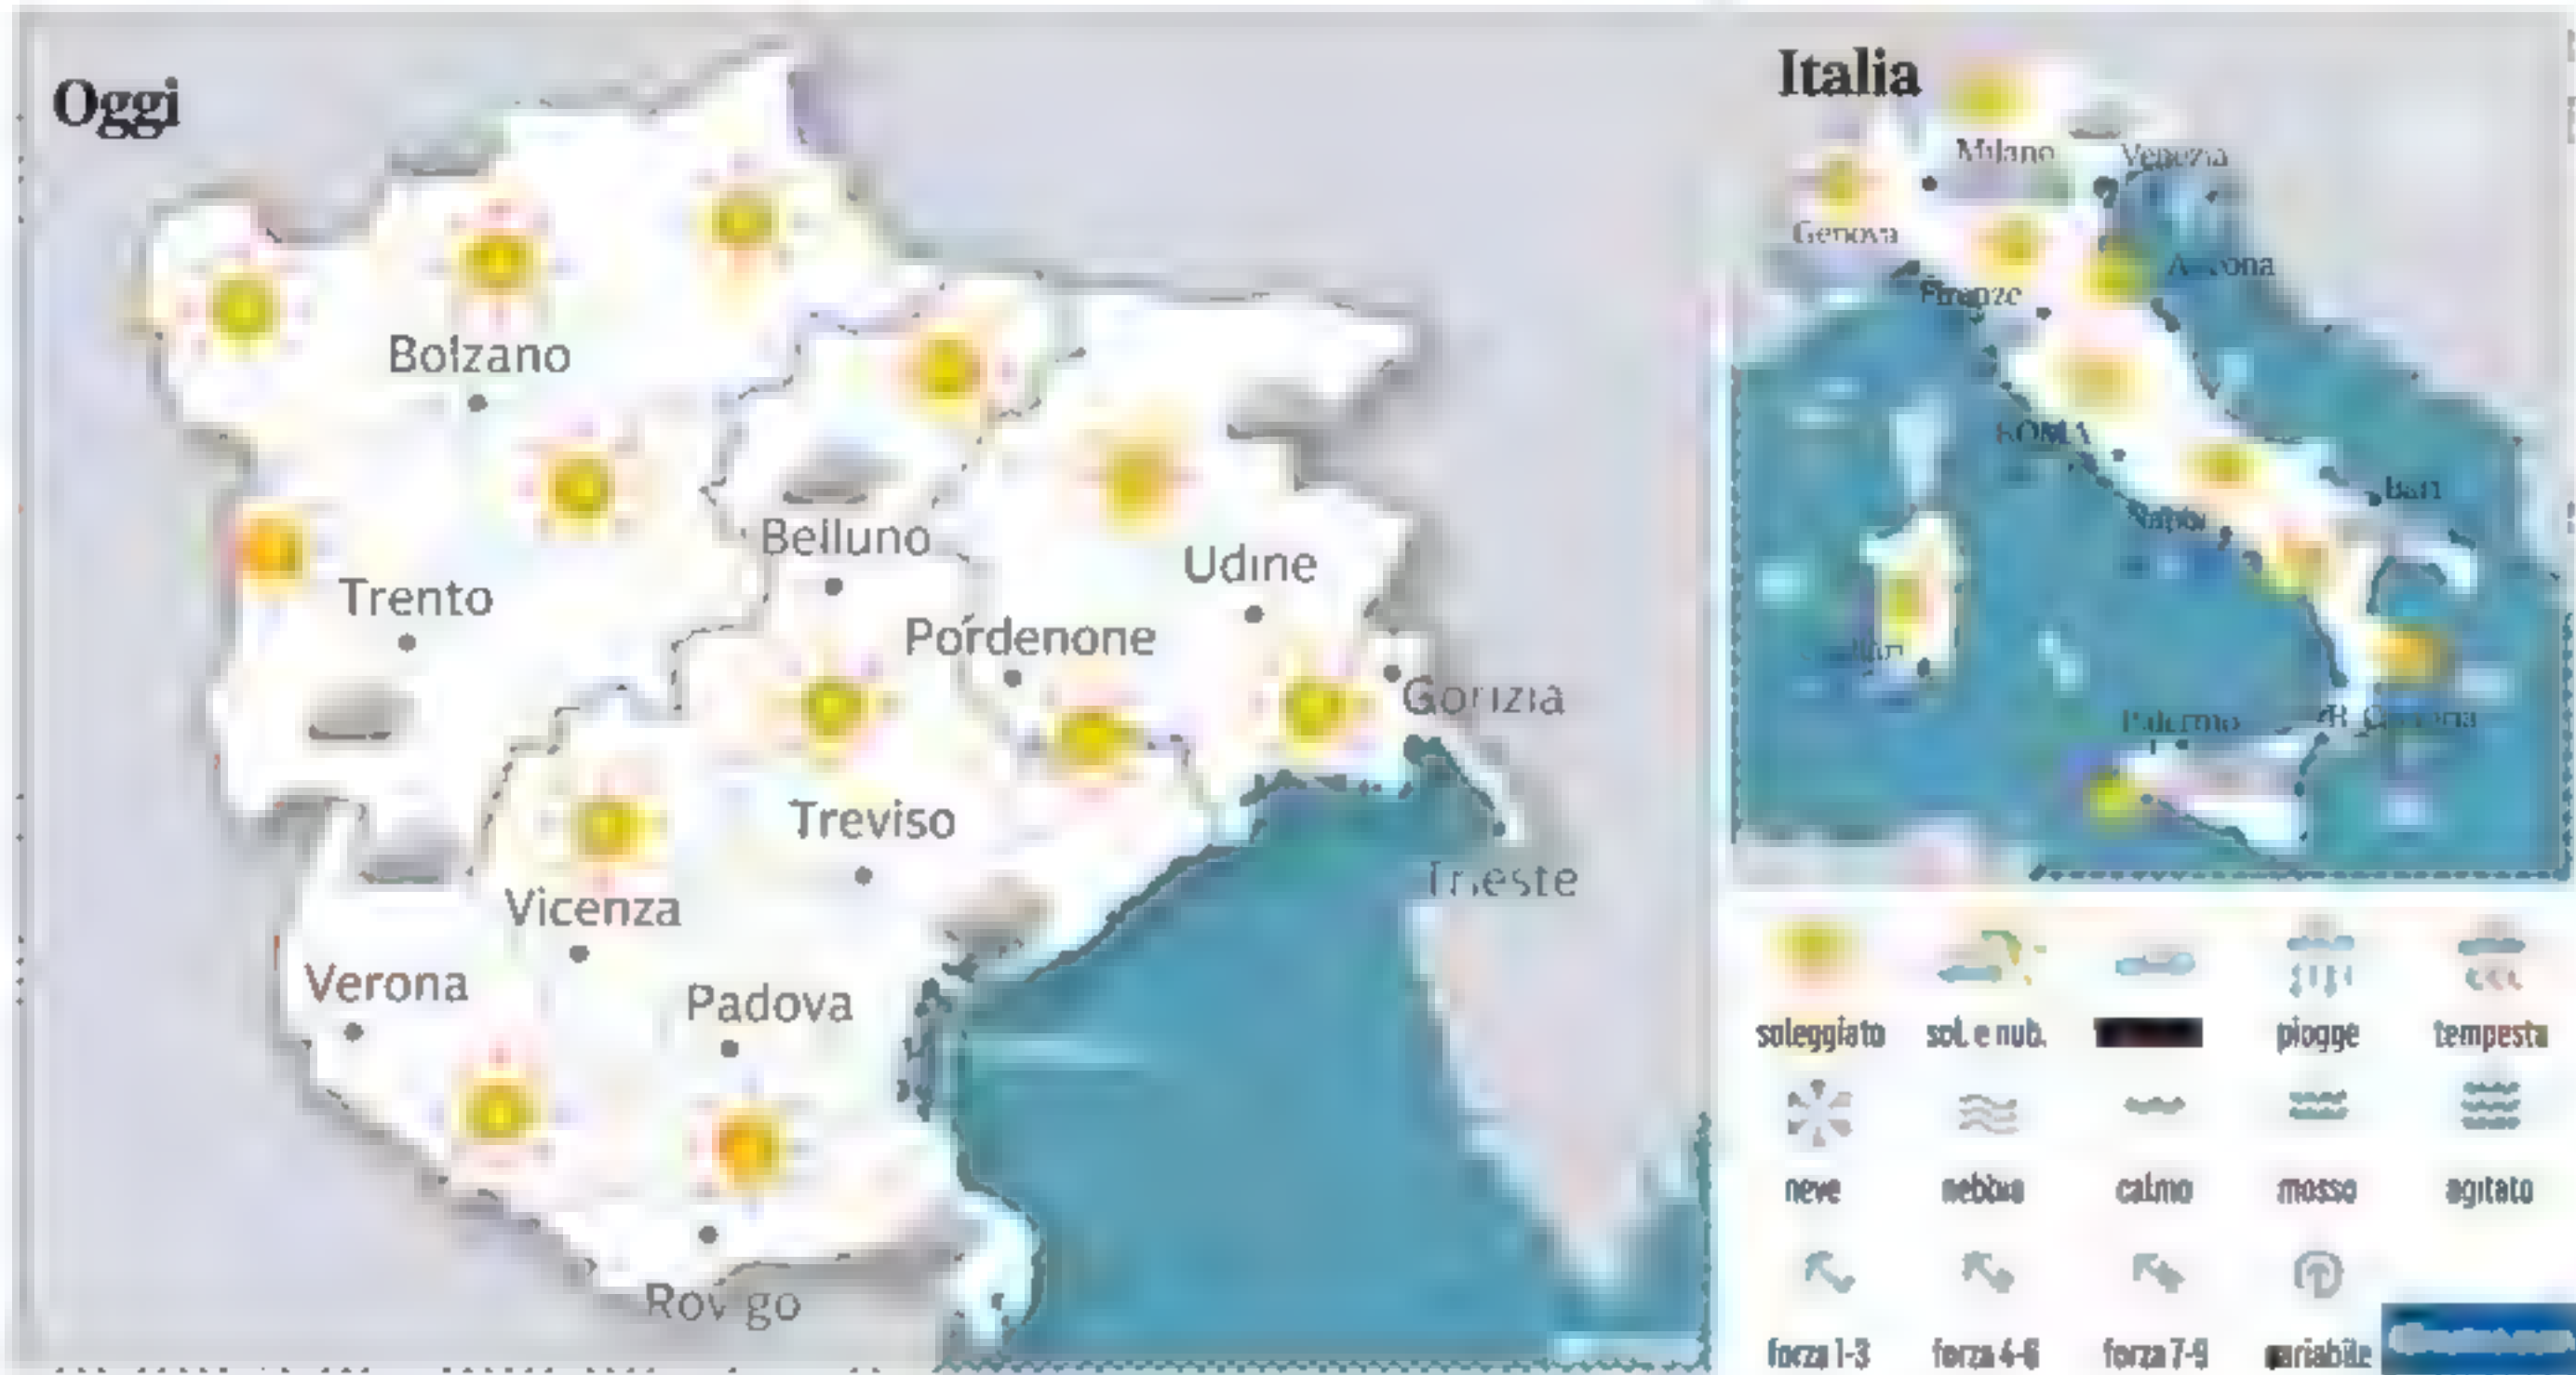 Oggi
Bolzano
Trento
Belluno
Udine
Pordenone
Gorizia
Treviso
Trieste
Vicenza
Verona
Padova
Italia
Milano
Venezia
Genova
Firenze
ROMA
Bari
Palermo
soleggiato
sol. e nub.
piogge
tempesta
neve
calmo
mosso
agitato
forza 1-3
forza 4-6
forza 7-9
variabile